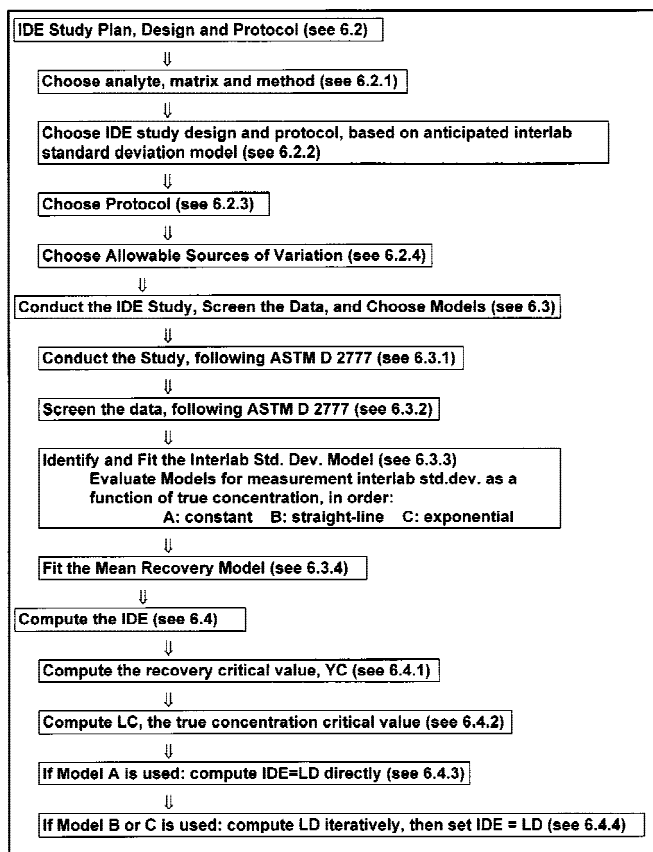 IDE Study Plan, Design and Protocol (see 6.2)
⇓
Choose analyte, matrix and method (see 6.2.1)
⇓
Choose IDE study design and protocol, based on anticipated interlab
standard deviation model (see 6.2.2)
⇓
Choose Protocol (see 6.2.3)
⇓
Choose Allowable Sources of Variation (see 6.2.4)
⇓
Conduct the IDE Study, Screen the Data, and Choose Models (see 6.3)
⇓
Conduct the Study, following ASTM D 2777 (see 6.3.1)
⇓
Screen the data, following ASTM D 2777 (see 6.3.2)
⇓
Identify and Fit the Interlab Std. Dev. Model (see 6.3.3)
Evaluate Models for measurement interlab std.dev. as a
function of true concentration, in order:
A: constant B: straight-line C: exponential
⇓
Fit the Mean Recovery Model (see 6.3.4)
⇓
Compute the IDE (see 6.4)
⇓
Compute the recovery critical value, YC (see 6.4.1)
⇓
Compute LC, the true concentration critical value (see 6.4.2)
⇓
If Model A is used: compute IDE=LD directly (see 6.4.3)
⇓
If Model B or C is used: compute LD iteratively, then set IDE = LD (see 6.4.4)